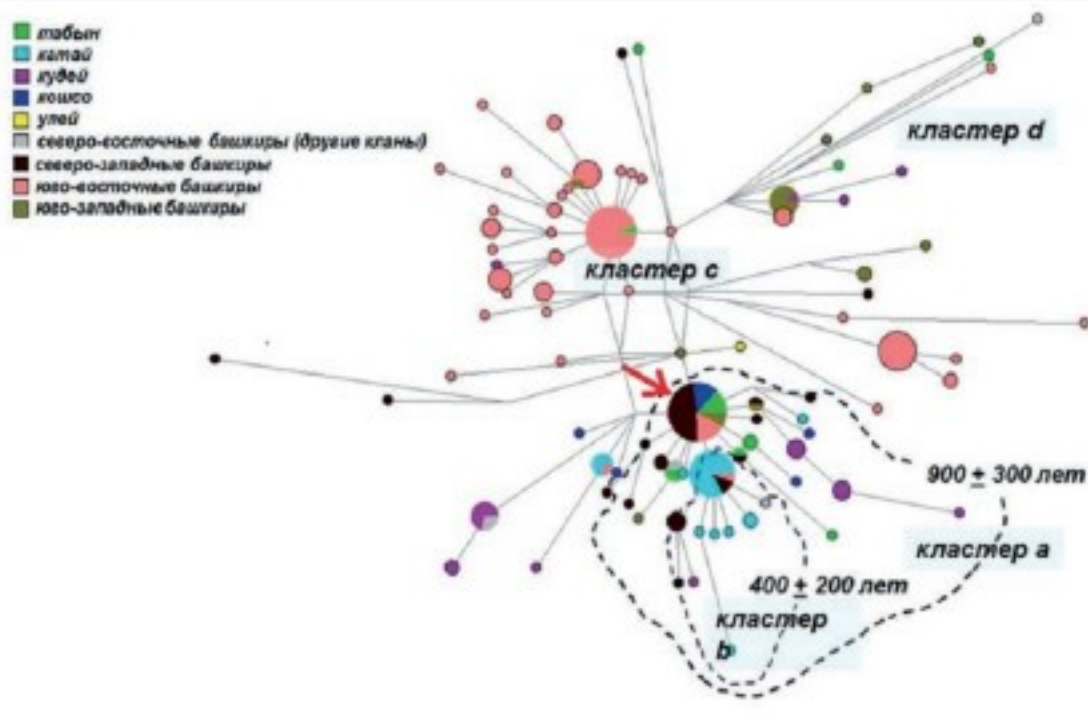 табын
катай
кудей
кошсо
улей
северо-восточные башкиры (другие кланы)
северо-западные башкиры
юго-восточные башкиры
юго-западные башкиры
кластер d
кластер c
900 ± 300 лет
кластер a
400 ± 200 лет
кластер
b